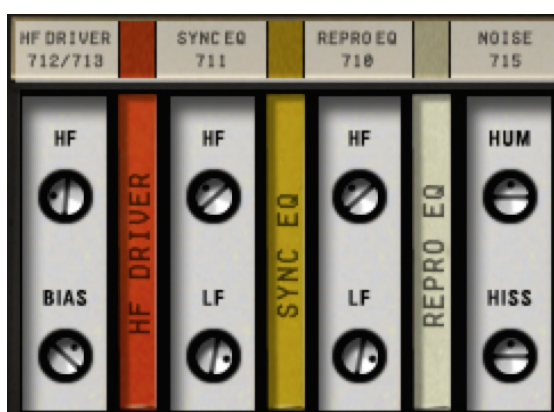 HF DRIVER
712/713
SYNC EQ
711
REPRO EQ
710
NOISE
715
HF
HF
HF
HUM
HF DRIVER
SYNC EQ
REPRO EQ
BIAS
LF
LF
HISS